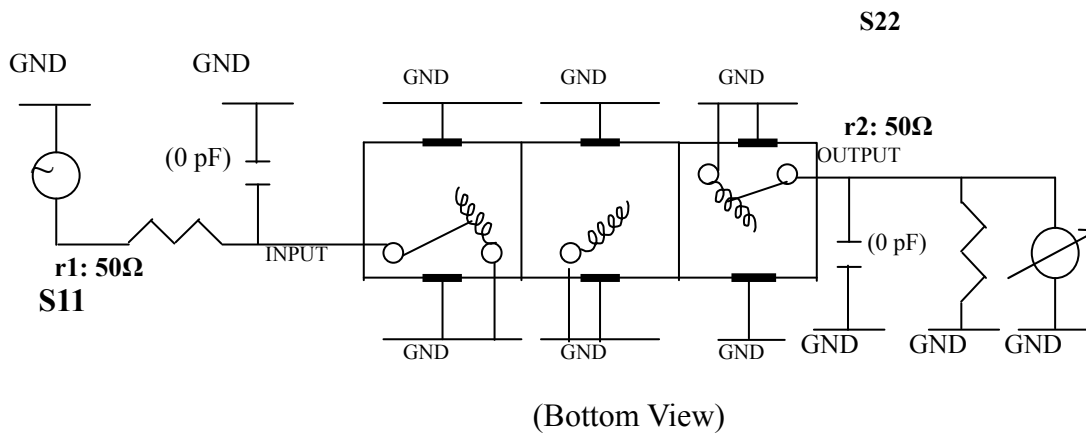 S22
GND
GND
GND
GND
GND
r2: 50Ω
(0 pF)
OUTPUT
INPUT
(0 pF)
r1: 50Ω
S11
GND
GND
GND
GND
GND
GND
(Bottom View)